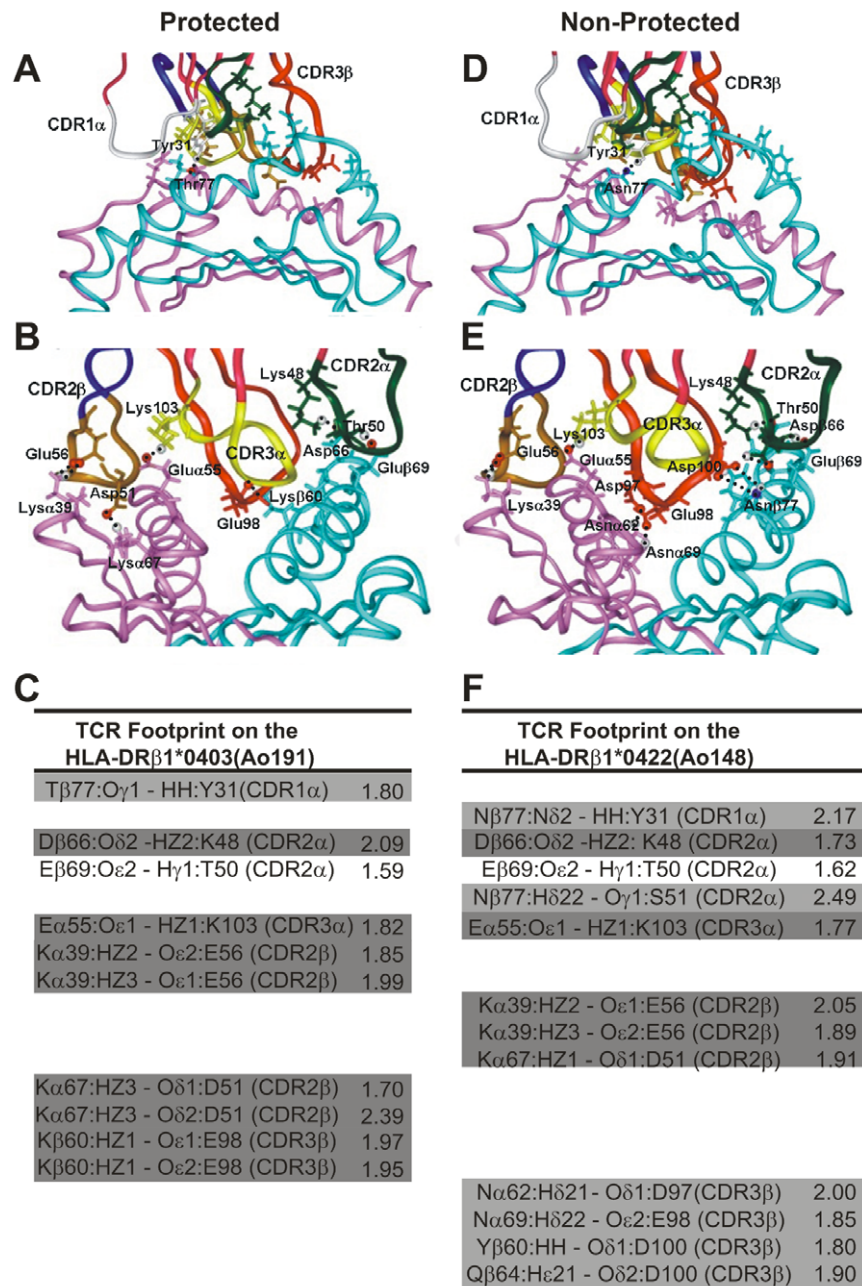 Protected
Non-Protected
A
CDR3β
CDR1α
Tyr31
Thr77
D
CDR3β
CDR1α
Tyr31
Asn77
B
Lys48
CDR2α
CDR2β
Lys103
Thr50
Glu56
CDR3α
Asp66
Gluα55
Gluβ69
Asp51
Lysα39
Lysβ60
Glu98
Lysα67
E
CDR2α
Lys48
CDR2β
Thr50
Lys103
CDR3α
Aspβ66
Glu56
Gluα55
Asp100
Gluβ69
Lysα39
Asp97
Asnβ77
Glu98
Asnα62
Asnα69
C
TCR Footprint on the
HLA-DRβ1*0403(Ao191)
Tβ77:Oγ1 - HH:Y31(CDR1α) 1.80
Dβ66:Oδ2 -HZ2:K48 (CDR2α) 2.09
Eβ69:Oε2 - Hγ1:T50 (CDR2α) 1.59
Eα55:Oε1 - HZ1:K103 (CDR3α) 1.82
Kα39:HZ2 - Oε2:E56 (CDR2β) 1.85
Kα39:HZ3 - Oε1:E56 (CDR2β) 1.99
Kα67:HZ3 - Oδ1:D51 (CDR2β) 1.70
Kα67:HZ3 - Oδ2:D51 (CDR2β) 2.39
Kβ60:HZ1 - Oε1:E98 (CDR3β) 1.97
Kβ60:HZ1 - Oε2:E98 (CDR3β) 1.95
F
TCR Footprint on the
HLA-DRβ1*0422(Ao148)
Nβ77:Nδ2 - HH:Y31 (CDR1α) 2.17
Dβ66:Oδ2 -HZ2: K48 (CDR2α) 1.73
Eβ69:Oε2 - Hγ1:T50 (CDR2α) 1.62
Nβ77:Hδ22 - Oγ1:S51 (CDR2α) 2.49
Eα55:Oε1 - HZ1:K103 (CDR3α) 1.77
Kα39:HZ2 - Oε1:E56 (CDR2β) 2.05
Kα39:HZ3 - Oε2:E56 (CDR2β) 1.89
Kα67:HZ1 - Oδ1:D51 (CDR2β) 1.91
Nα62:Hδ21- Oδ1:D97(CDR3β) 2.00
Nα69:Hδ22 - Oε2:E98 (CDR3β) 1.85
Yβ60:HH - Oδ1:D100 (CDR3β) 1.80
Qβ64:Hε21 - Oδ2:D100 (CDR3β) 1.90